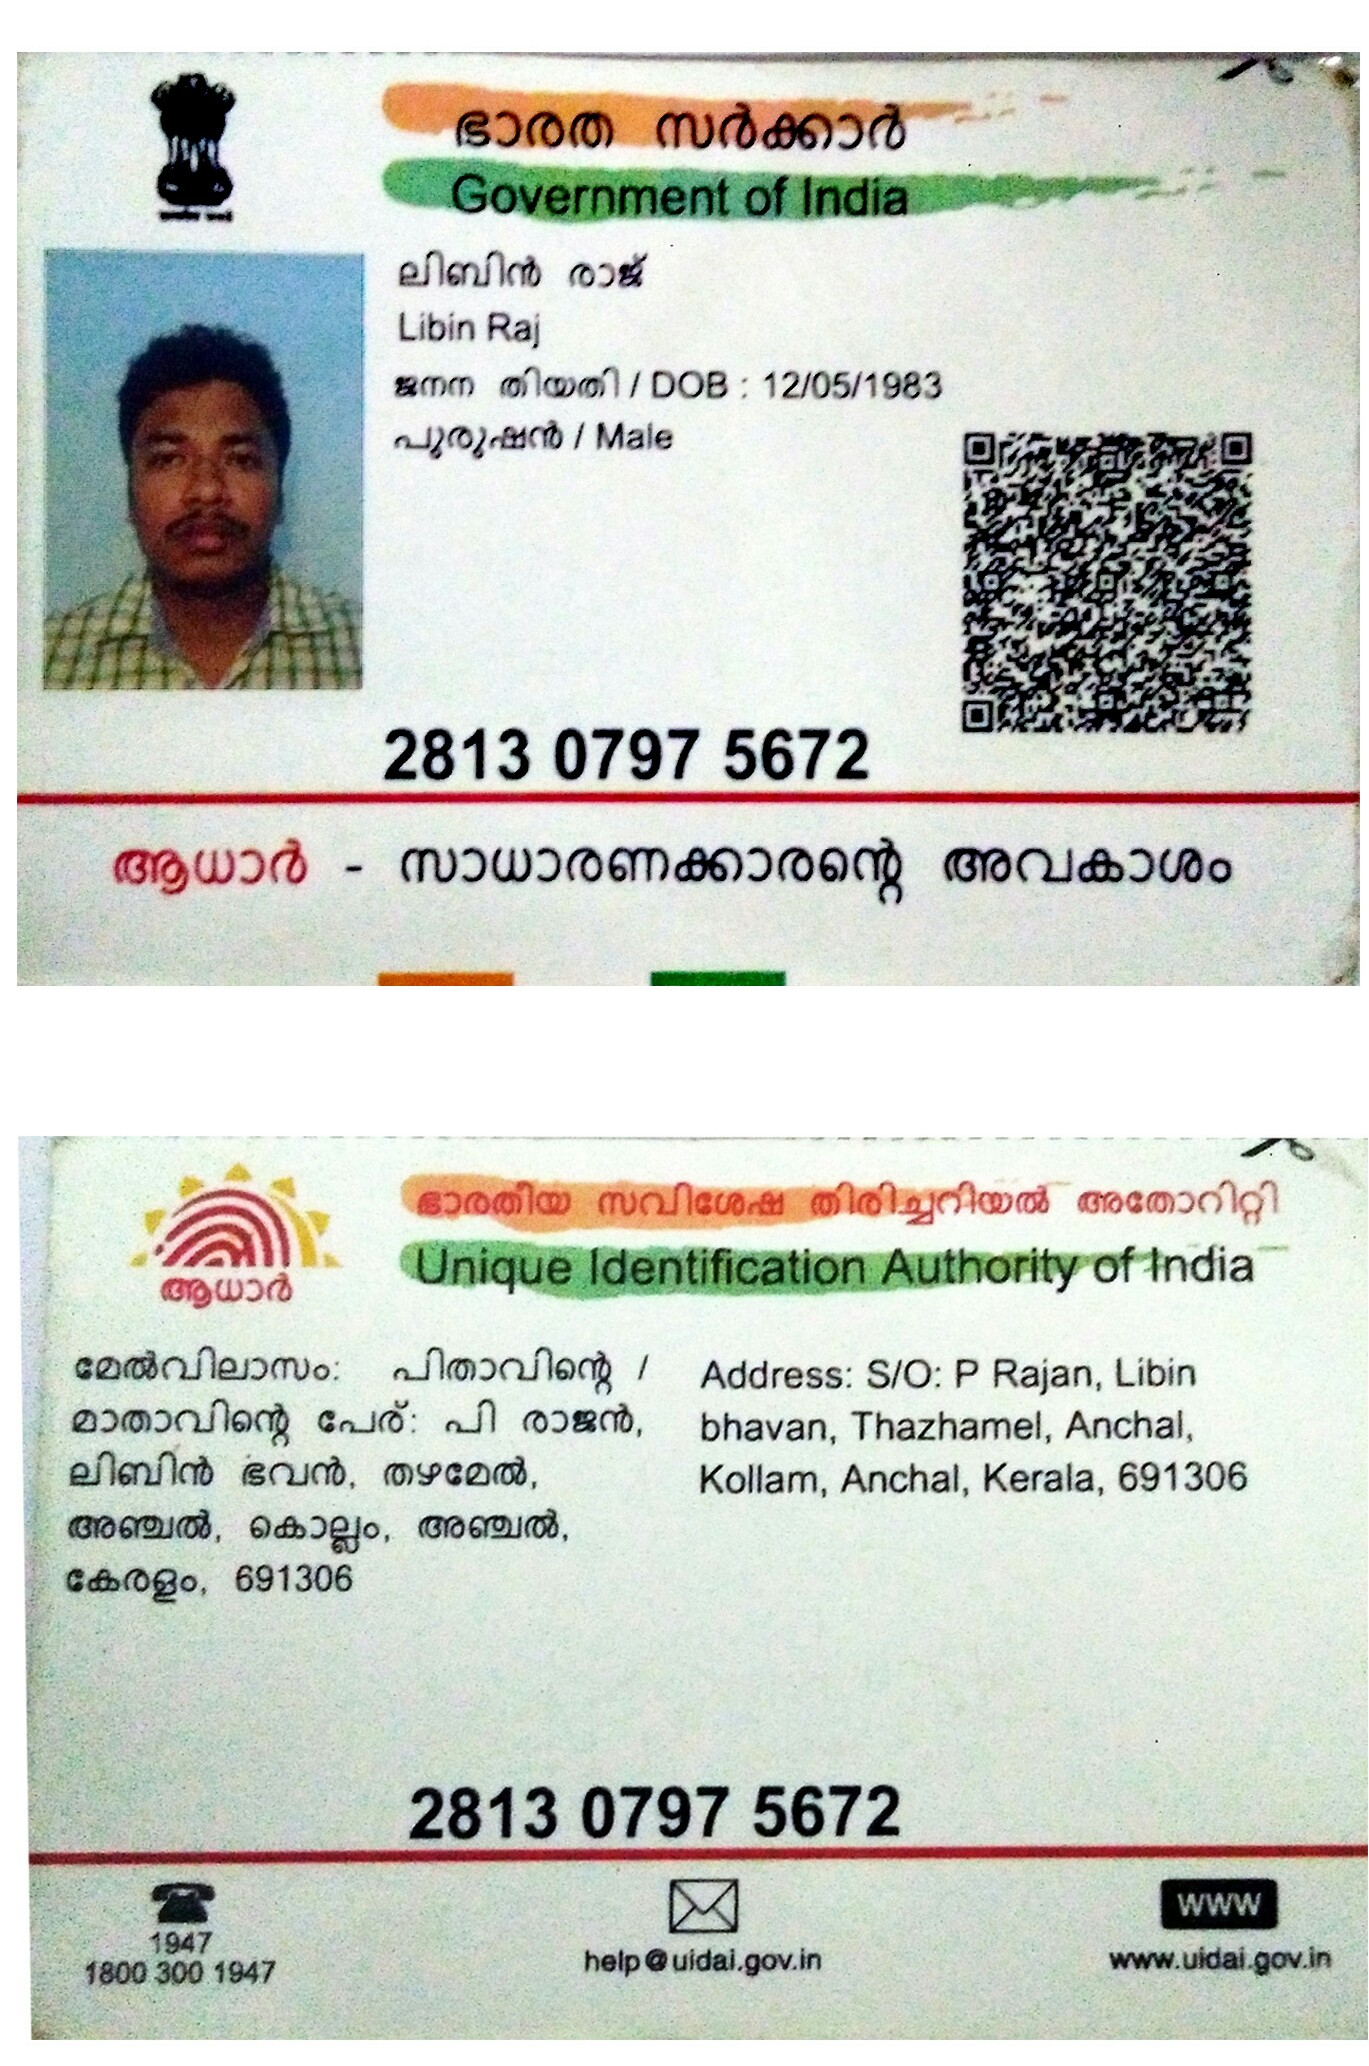 ഭാരത സർക്കാർ
Government of India
ലിബിൻ രാജ്
Libin Raj
ജനന തിയതി / DOB : 12/05/1983
പുരുഷൻ / Male
2813 0797 5672
ആധാർ - സാധാരണക്കാരന്റെ അവകാശം
ഭാരതിയ സവിശേഷ തിരിച്ചറിയൽ അതോറിറ്റി
Unique Identification Authority of India
ആധാർ
മേൽവിലാസം: പിതാവിന്റെ /
മാതാവിന്റെ പേര്: പി രാജൻ,
ലിബിൻ ഭവൻ, തഴമേൽ,
അഞ്ചൽ, കൊല്ലം, അഞ്ചൽ,
കേരളം, 691306
Address: S/O: P Rajan, Libin
bhavan, Thazhamel, Anchal,
Kollam, Anchal, Kerala, 691306
2813 0797 5672
1947
1800 300 1947
help@uidai.gov.in
www
www.uidai.gov.in